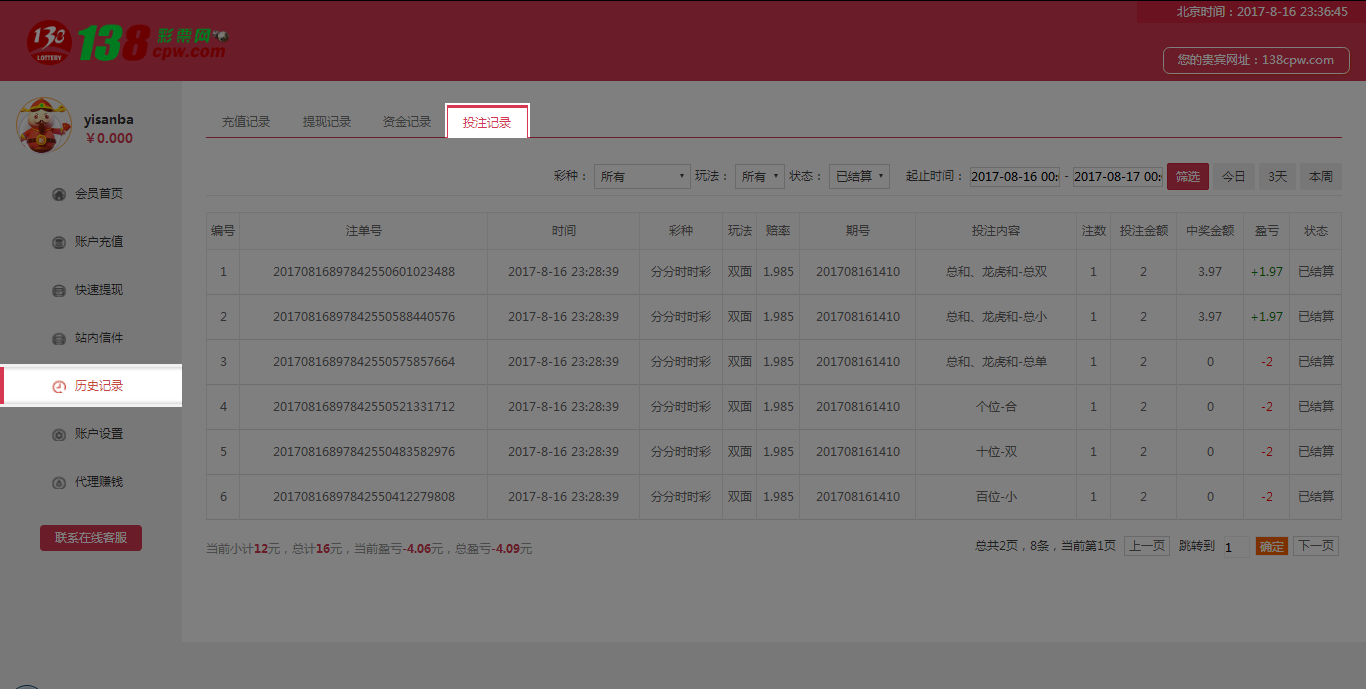 北京时间：2017-8-16 23:36:45
138 LOTTERY 138 彩票网 cpw.com
您的贵宾网址：138cpw.com
yisanba
￥0.000
会员首页
账户充值
快速提现
站内信件
历史记录
账户设置
代理赚钱
联系在线客服
充值记录 提现记录 资金记录 投注记录
彩种： 所有 玩法： 所有 状态： 已结算 起止时间： 2017-08-16 00: - 2017-08-17 00: 筛选 今日 3天 本周
编号 注单号 时间 彩种 玩法 赔率 期号 投注内容 注数 投注金额 中奖金额 盈亏 状态
1 20170816897842550601023488 2017-8-16 23:28:39 分分时时彩 双面 1.985 201708161410 总和、龙虎和-总双 1 2 3.97 +1.97 已结算
2 20170816897842550588440576 2017-8-16 23:28:39 分分时时彩 双面 1.985 201708161410 总和、龙虎和-总小 1 2 3.97 +1.97 已结算
3 20170816897842550575857664 2017-8-16 23:28:39 分分时时彩 双面 1.985 201708161410 总和、龙虎和-总单 1 2 0 -2 已结算
4 20170816897842550521331712 2017-8-16 23:28:39 分分时时彩 双面 1.985 201708161410 个位-合 1 2 0 -2 已结算
5 20170816897842550483582976 2017-8-16 23:28:39 分分时时彩 双面 1.985 201708161410 十位-双 1 2 0 -2 已结算
6 20170816897842550412279808 2017-8-16 23:28:39 分分时时彩 双面 1.985 201708161410 百位-小 1 2 0 -2 已结算
当前小计12元，总计16元，当前盈亏-4.06元，总盈亏-4.09元
总共2页，8条，当前第1页 上一页 跳转到 1 确定 下一页